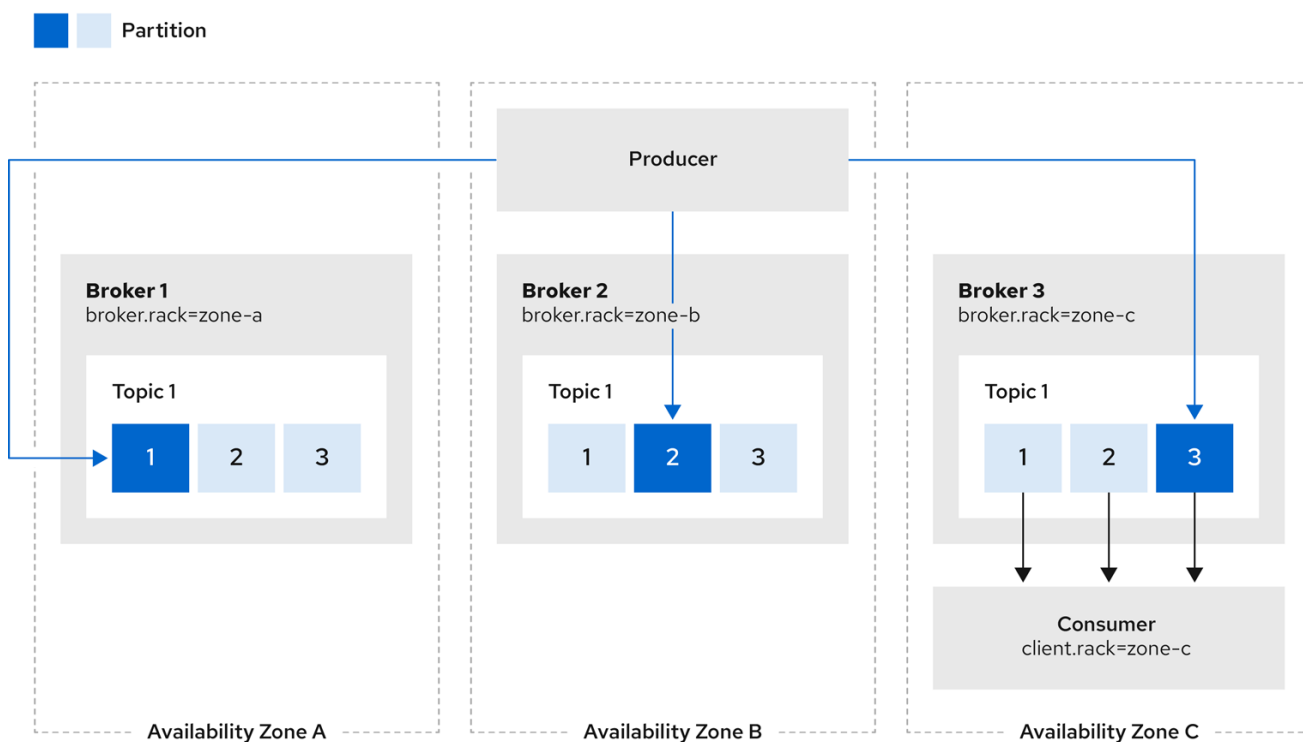 Partition
Producer
Broker 1
broker.rack=zone-a
Topic 1
1 2 3
Broker 2
broker.rack=zone-b
Topic 1
1 2 3
Broker 3
broker.rack=zone-c
Topic 1
1 2 3
Consumer
client.rack=zone-c
Availability Zone A
Availability Zone B
Availability Zone C